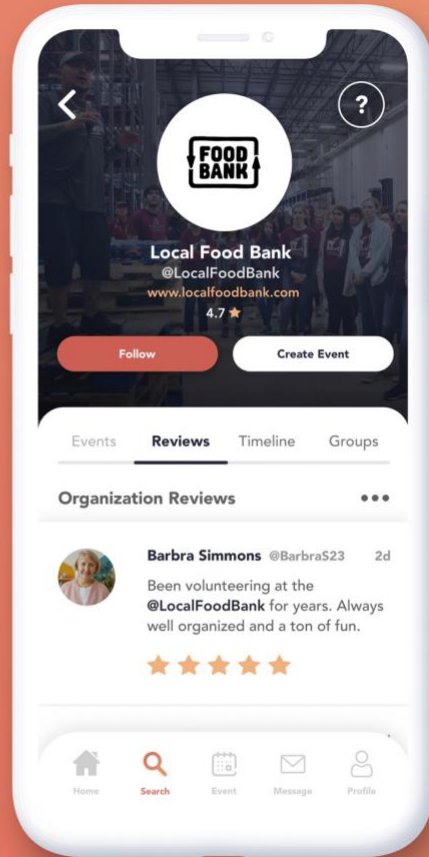 ?
FOOD
BANK
Local Food Bank
@LocalFoodBank
www.localfoodbank.com
4.7
Follow
Create Event
Events Reviews Timeline Groups
Organization Reviews
Barbra Simmons @BarbraS23 2d
Been volunteering at the
@LocalFoodBank for years. Always
well organized and a ton of fun.
Home Search Event Message Profile